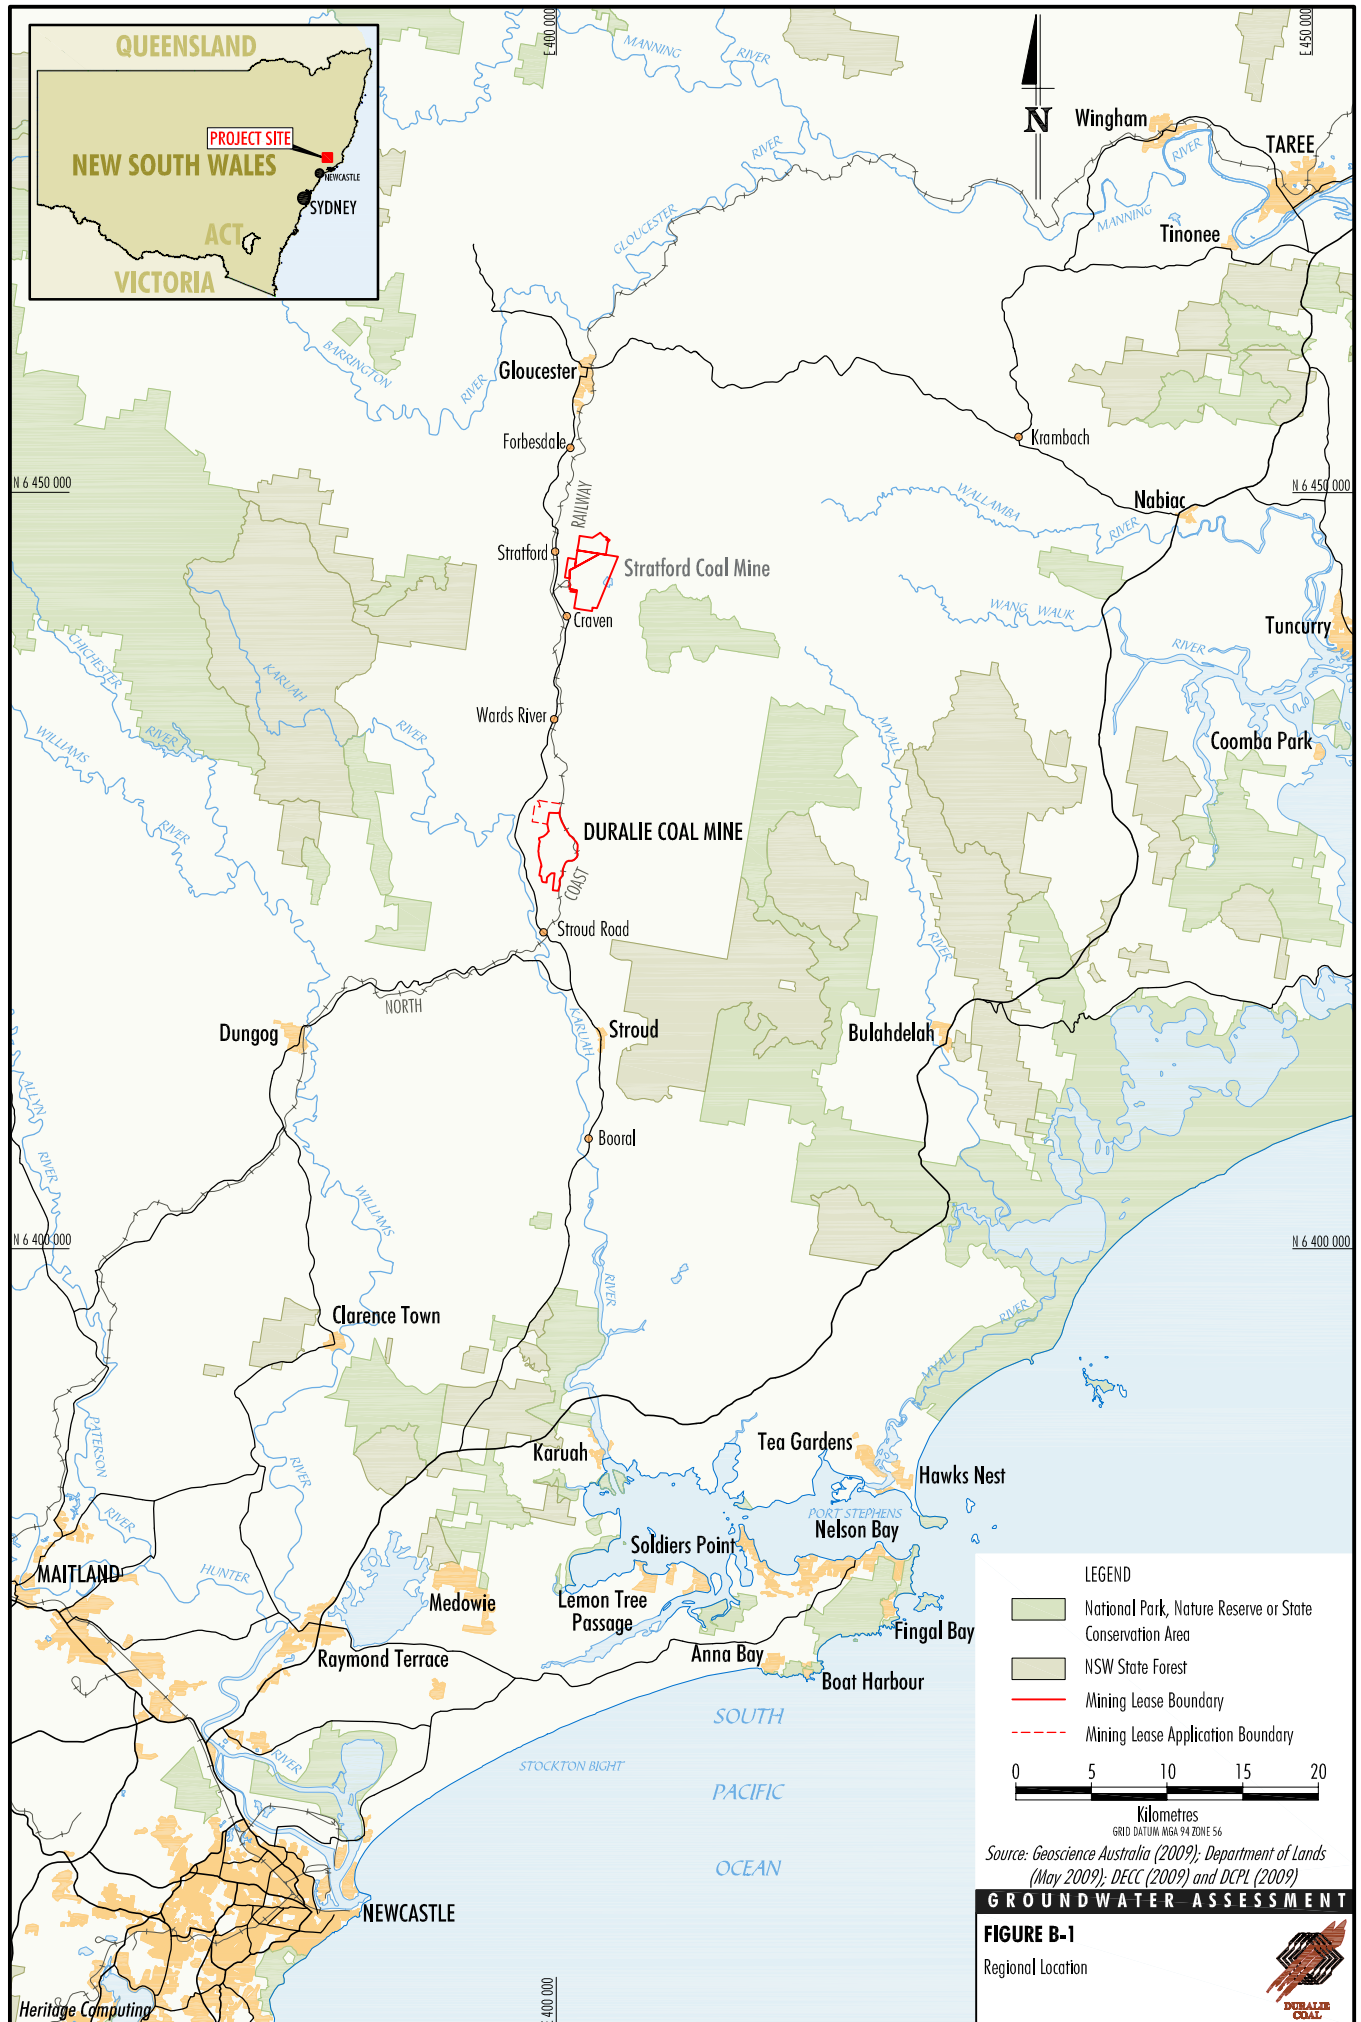 QUEENSLAND
PROJECT SITE
NEW SOUTH WALES
NEWCASTLE
SYDNEY
ACT
VICTORIA
E 400 000
E 450 000
MANNING
RIVER
N
Wingham
RIVER
TAREE
MANNING
Tinonee
RIVER
GLOUCESTER
BARRINGTON
RIVER
Gloucester
Forbesdale
Krambach
N 6 450 000
N 6 450 000
RAILWAY
WALLAMBA
RIVER
Nabiac
Stratford
Stratford Coal Mine
Craven
WANG WAUK
RIVER
Tuncurry
CHICHESTER
RIVER
KARUAH
RIVER
Wards River
WILLIAMS
RIVER
MYALL
RIVER
Coomba Park
DURALIE COAL MINE
COAST
Stroud Road
NORTH
Dungog
KARUAH
Stroud
Bulahdelah
ALLYN
RIVER
Booral
WILLIAMS
N 6 400 000
N 6 400 000
RIVER
Clarence Town
MYALL
RIVER
PATERSON
RIVER
RIVER
Karuah
Tea Gardens
Hawks Nest
PORT STEPHENS
Nelson Bay
Soldiers Point
MAITLAND
HUNTER
Medowie
Lemon Tree
Passage
Fingal Bay
Raymond Terrace
Anna Bay
Boat Harbour
SOUTH
PACIFIC
OCEAN
STOCKTON BIGHT
RIVER
NEWCASTLE
E 400 000
Heritage Computing
LEGEND
National Park, Nature Reserve or State
Conservation Area
NSW State Forest
Mining Lease Boundary
Mining Lease Application Boundary
0 5 10 15 20
Kilometres
GRID DATUM MGA 94 ZONE 56
Source: Geoscience Australia (2009); Department of Lands
(May 2009); DECC (2009) and DCPL (2009)
GROUNDWATER ASSESSMENT
FIGURE B-1
Regional Location
DURALIE
COAL